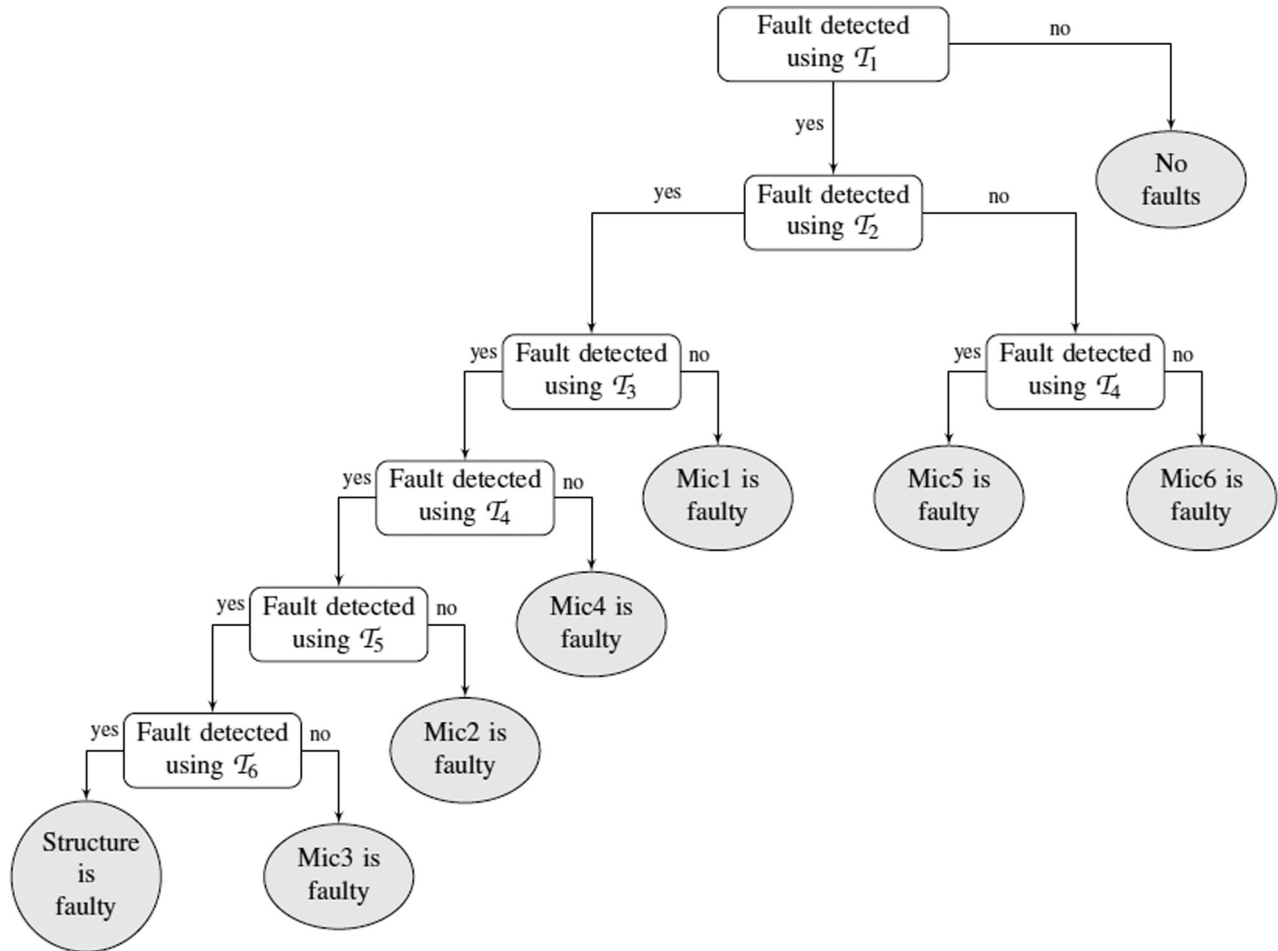 Fault detected
using 𝒯₁
no
yes
No
faults
yes
Fault detected
using 𝒯₂
no
yes
Fault detected
using 𝒯₃
no
yes
Fault detected
using 𝒯₄
no
yes
Fault detected
using 𝒯₄
no
Mic1 is
faulty
Mic5 is
faulty
Mic6 is
faulty
yes
Fault detected
using 𝒯₅
no
Mic4 is
faulty
yes
Fault detected
using 𝒯₆
no
Mic2 is
faulty
Structure
is
faulty
Mic3 is
faulty